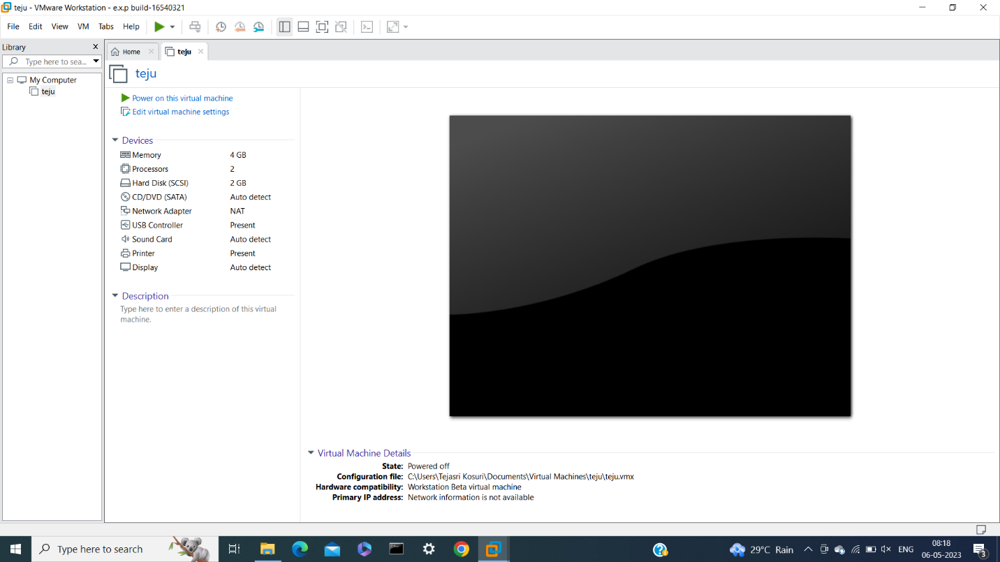 teju - VMware Workstation - e.x.p build-16540321
File Edit View VM Tabs Help
Library
Type here to sea...
My Computer
teju
Home
teju
teju
Power on this virtual machine
Edit virtual machine settings
Devices
Memory 4 GB
Processors 2
Hard Disk (SCSI) 2 GB
CD/DVD (SATA) Auto detect
Network Adapter NAT
USB Controller Present
Sound Card Auto detect
Printer Present
Display Auto detect
Description
Type here to enter a description of this virtual
machine.
Virtual Machine Details
State: Powered off
Configuration file: C:\Users\Tejasri Kosuri\Documents\Virtual Machines\teju\teju.vmx
Hardware compatibility: Workstation Beta virtual machine
Primary IP address: Network information is not available
Type here to search
29°C Rain
ENG
08:18
06-05-2023
3